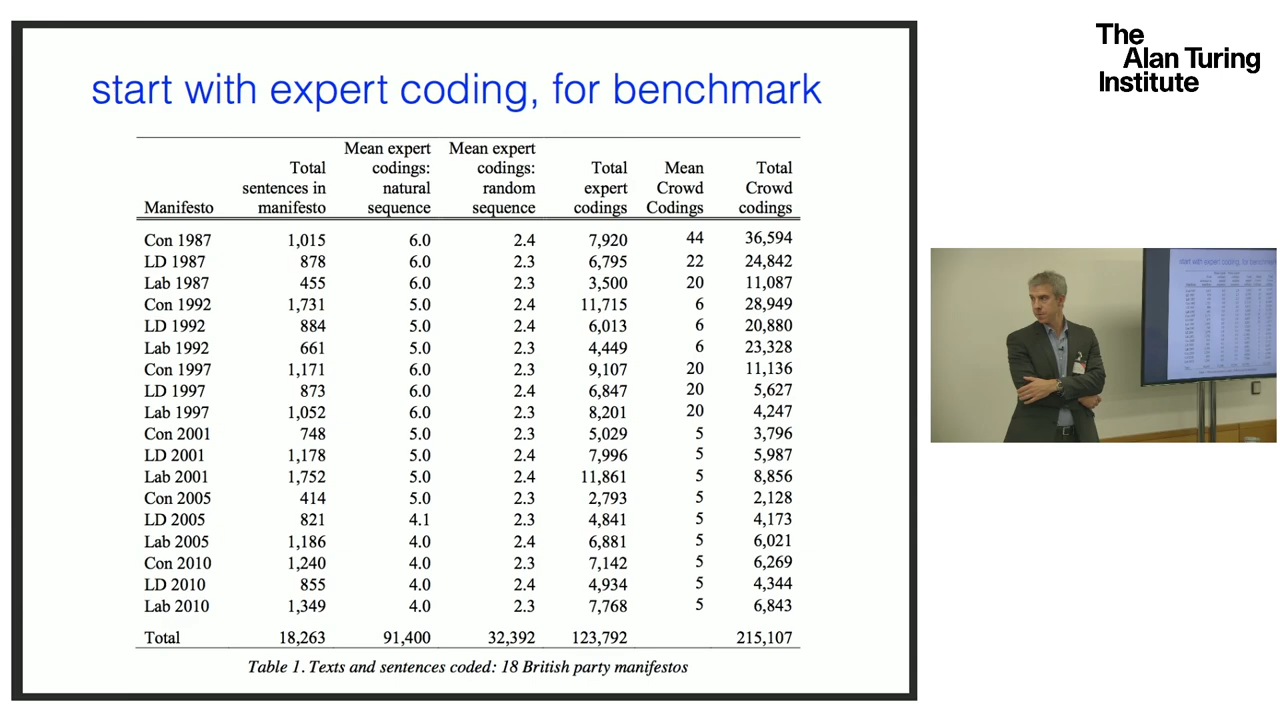 The
Alan Turing
Institute
start with expert coding, for benchmark
Manifesto Total sentences in manifesto Mean expert codings: natural sequence Mean expert codings: random sequence Total expert codings Mean Crowd Codings Total Crowd codings
Con 1987 1,015 6.0 2.4 7,920 44 36,594
LD 1987 878 6.0 2.3 6,795 22 24,842
Lab 1987 455 6.0 2.3 3,500 20 11,087
Con 1992 1,731 5.0 2.4 11,715 6 28,949
LD 1992 884 5.0 2.4 6,013 6 20,880
Lab 1992 661 5.0 2.3 4,449 6 23,328
Con 1997 1,171 6.0 2.3 9,107 20 11,136
LD 1997 873 6.0 2.4 6,847 20 5,627
Lab 1997 1,052 6.0 2.3 8,201 20 4,247
Con 2001 748 5.0 2.3 5,029 5 3,796
LD 2001 1,178 5.0 2.4 7,996 5 5,987
Lab 2001 1,752 5.0 2.4 11,861 5 8,856
Con 2005 414 5.0 2.3 2,793 5 2,128
LD 2005 821 4.1 2.3 4,841 5 4,173
Lab 2005 1,186 4.0 2.4 6,881 5 6,021
Con 2010 1,240 4.0 2.3 7,142 5 6,269
LD 2010 855 4.0 2.4 4,934 5 4,344
Lab 2010 1,349 4.0 2.3 7,768 5 6,843
Total 18,263 91,400 32,392 123,792 215,107
Table 1. Texts and sentences coded: 18 British party manifestos
start with expert coding, for benchmark